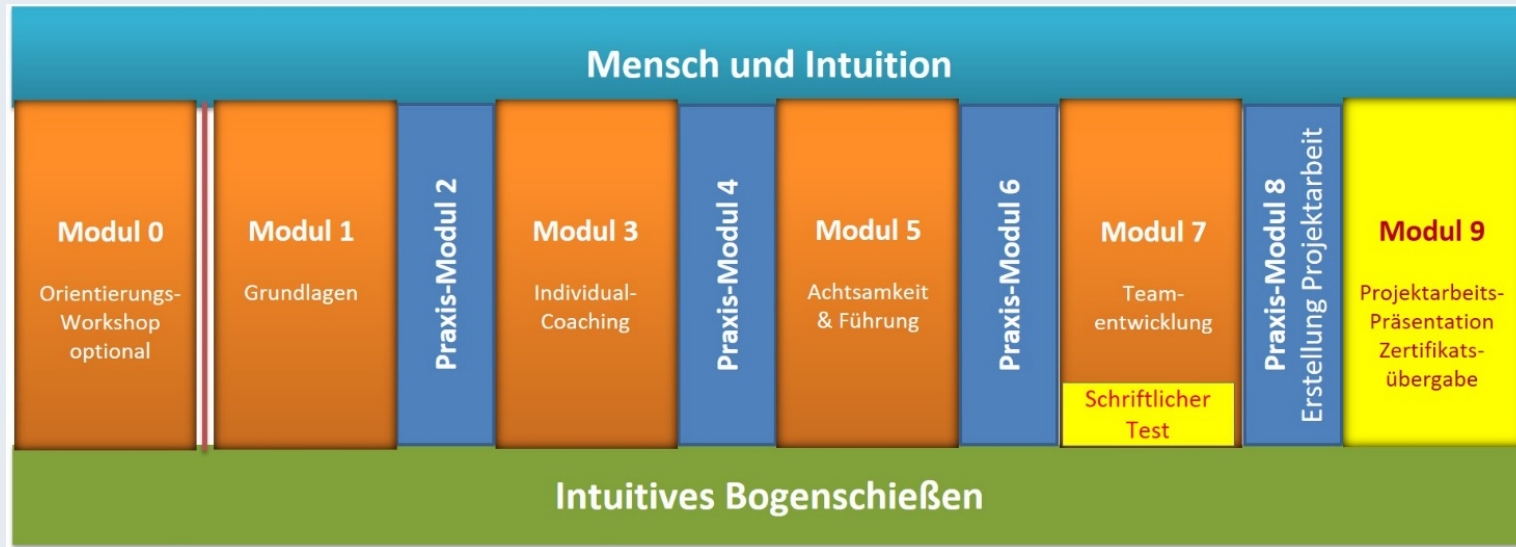 Mensch und Intuition
Modul 0
Orientierungs-
Workshop
optional
Modul 1
Grundlagen
Praxis-Modul 2
Modul 3
Individual-
Coaching
Praxis-Modul 4
Modul 5
Achtsamkeit
& Führung
Praxis-Modul 6
Modul 7
Team-
entwicklung
Schriftlicher
Test
Praxis-Modul 8
Erstellung Projektarbeit
Modul 9
Projektarbeits-
Präsentation
Zertifikats-
übergabe
Intuitives Bogenschießen